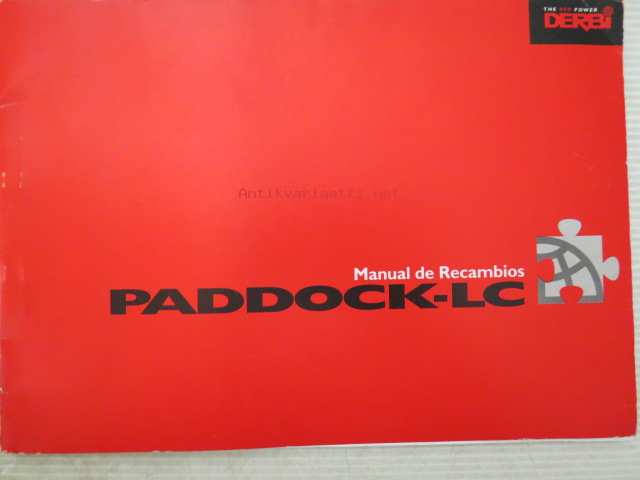 THE RED POWER
DERBi
Antikvariaatti.net
Manual de Recambios
PADDOCK-LC